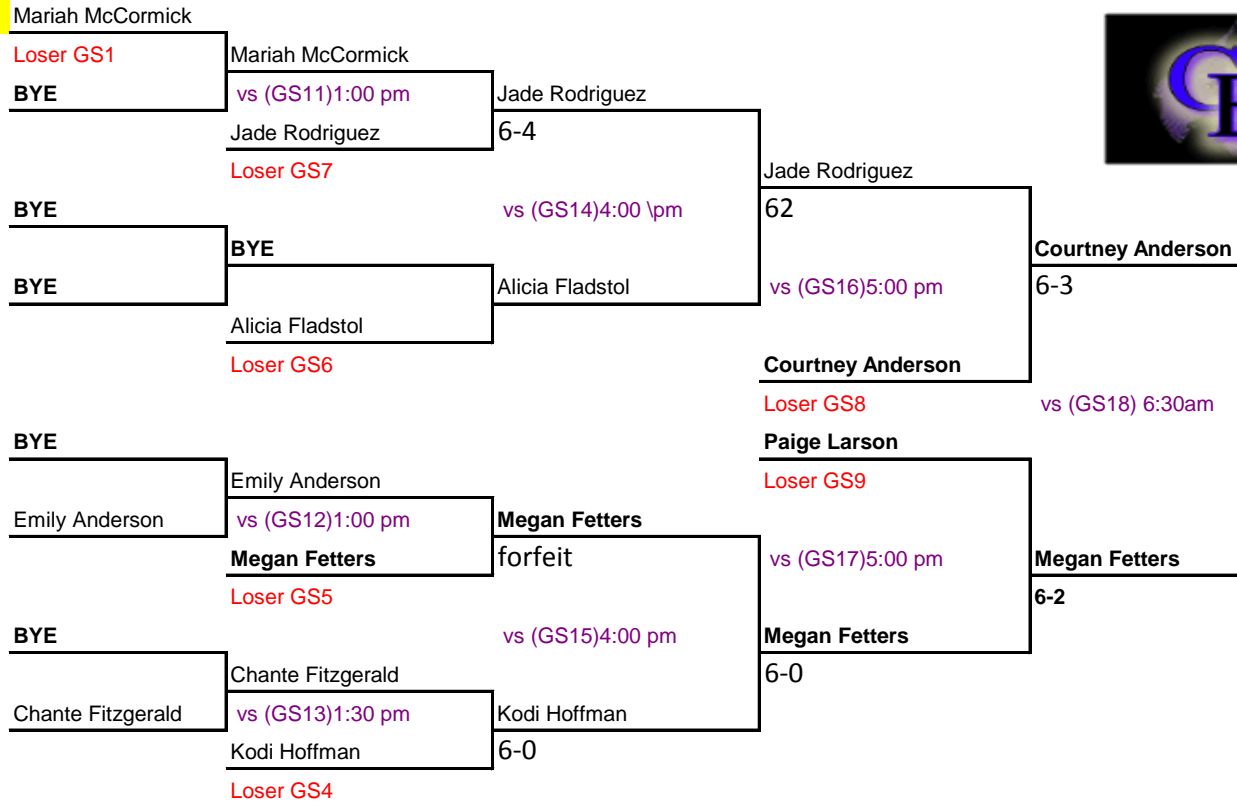 Mariah McCormick
Loser GS1
Mariah McCormick
BYE
vs (GS11)1:00 pm
Jade Rodriguez
Jade Rodriguez
6-4
Loser GS7
Jade Rodriguez
BYE
vs (GS14)4:00 \pm
62
BYE
Courtney Anderson
BYE
Alicia Fladstol
vs (GS16)5:00 pm
6-3
Alicia Fladstol
Loser GS6
Courtney Anderson
Loser GS8
vs (GS18) 6:30am
BYE
Paige Larson
Emily Anderson
Loser GS9
Emily Anderson
vs (GS12)1:00 pm
Megan Fetters
Megan Fetters
forfeit
vs (GS17)5:00 pm
Megan Fetters
Loser GS5
6-2
BYE
vs (GS15)4:00 pm
Megan Fetters
Chante Fitzgerald
6-0
Chante Fitzgerald
vs (GS13)1:30 pm
Kodi Hoffman
Kodi Hoffman
6-0
Loser GS4